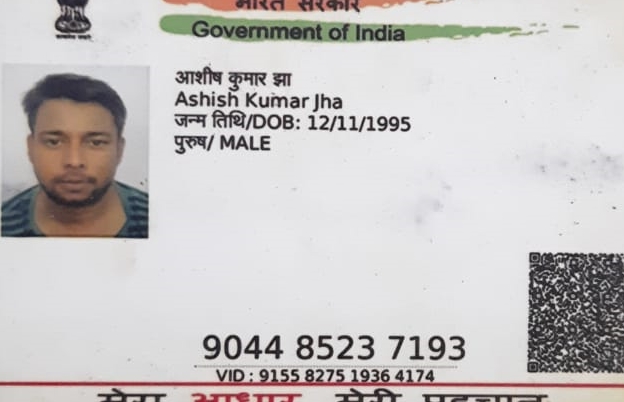 भारत सरकार
Government of India
आशीष कुमार झा
Ashish Kumar Jha
जन्म तिथि/DOB: 12/11/1995
पुरुष/ MALE
9044 8523 7193
VID : 9155 8275 1936 4174
मेरा आधार, मेरी पहचान